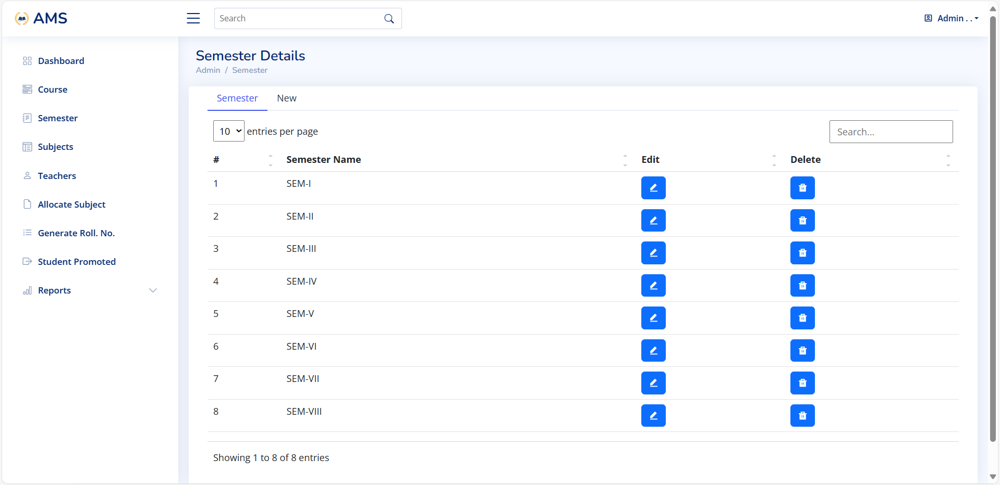 AMS
Search
Admin . .
Dashboard
Course
Semester
Subjects
Teachers
Allocate Subject
Generate Roll. No.
Student Promoted
Reports
Semester Details
Admin / Semester
Semester New
10 entries per page
Search...
# Semester Name Edit Delete
1 SEM-I
2 SEM-II
3 SEM-III
4 SEM-IV
5 SEM-V
6 SEM-VI
7 SEM-VII
8 SEM-VIII
Showing 1 to 8 of 8 entries